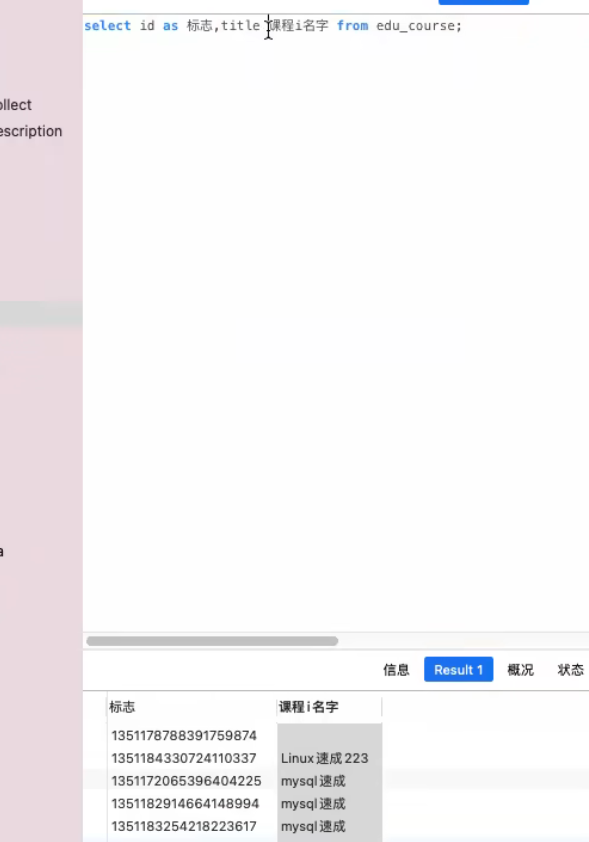 select id as 标志,title 课程i名字 from edu_course;
ollect
escription
a
信息 Result 1 概况 状态
标志 课程i名字
1351178788391759874
1351184330724110337 Linux速成223
1351172065396404225 mysql速成
1351182914664148994 mysql速成
1351183254218223617 mysql速成